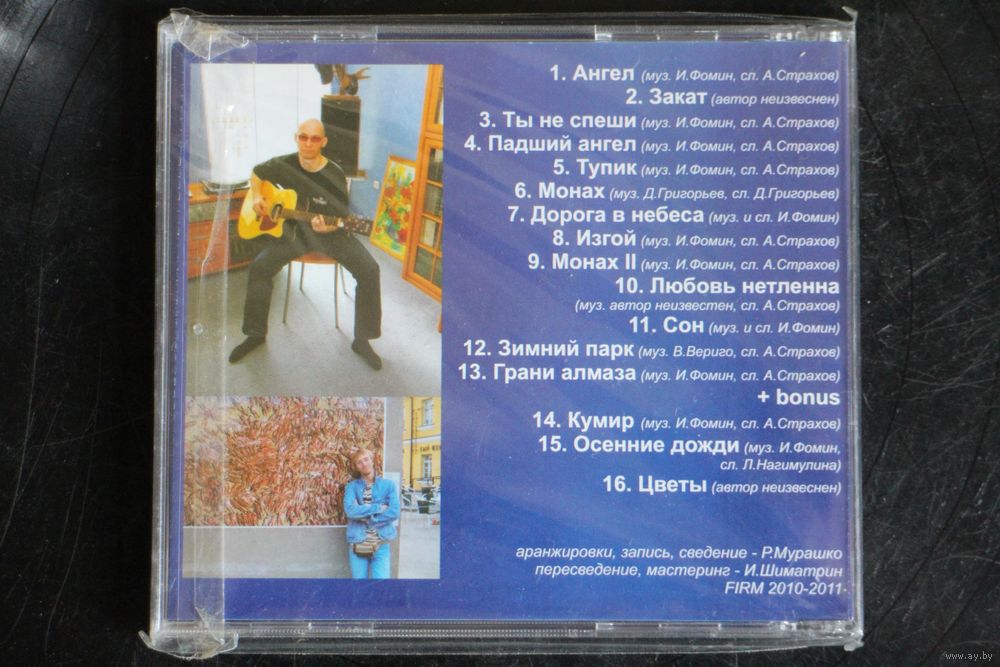 1. Ангел (муз. И.Фомин, сл. А.Страхов)
2. Закат (автор неизвеснен)
3. Ты не спеши (муз. И.Фомин, сл. А.Страхов)
4. Падший ангел (муз. И.Фомин, сл. А.Страхов)
5. Тупик (муз. И.Фомин, сл. А.Страхов)
6. Монах (муз. Д.Григорьев, сл. Д.Григорьев)
7. Дорога в небеса (муз. и сл. И.Фомин)
8. Изгой (муз. И.Фомин, сл. А.Страхов)
9. Монах II (муз. И.Фомин, сл. А.Страхов)
10. Любовь нетленна
(муз. автор неизвестен, сл. А.Страхов)
11. Сон (муз. и сл. И.Фомин)
12. Зимний парк (муз. В.Вериго, сл. А.Страхов)
13. Грани алмаза (муз. И.Фомин, сл. А.Страхов)
+ bonus
14. Кумир (муз. И.Фомин, сл. А.Страхов)
15. Осенние дожди (муз. И.Фомин,
сл. Л.Нагимулина)
16. Цветы (автор неизвеснен)
аранжировки, запись, сведение - Р.Мурашко
пересведение, мастеринг - И.Шиматрин
FIRM 2010-2011
www.ay.by